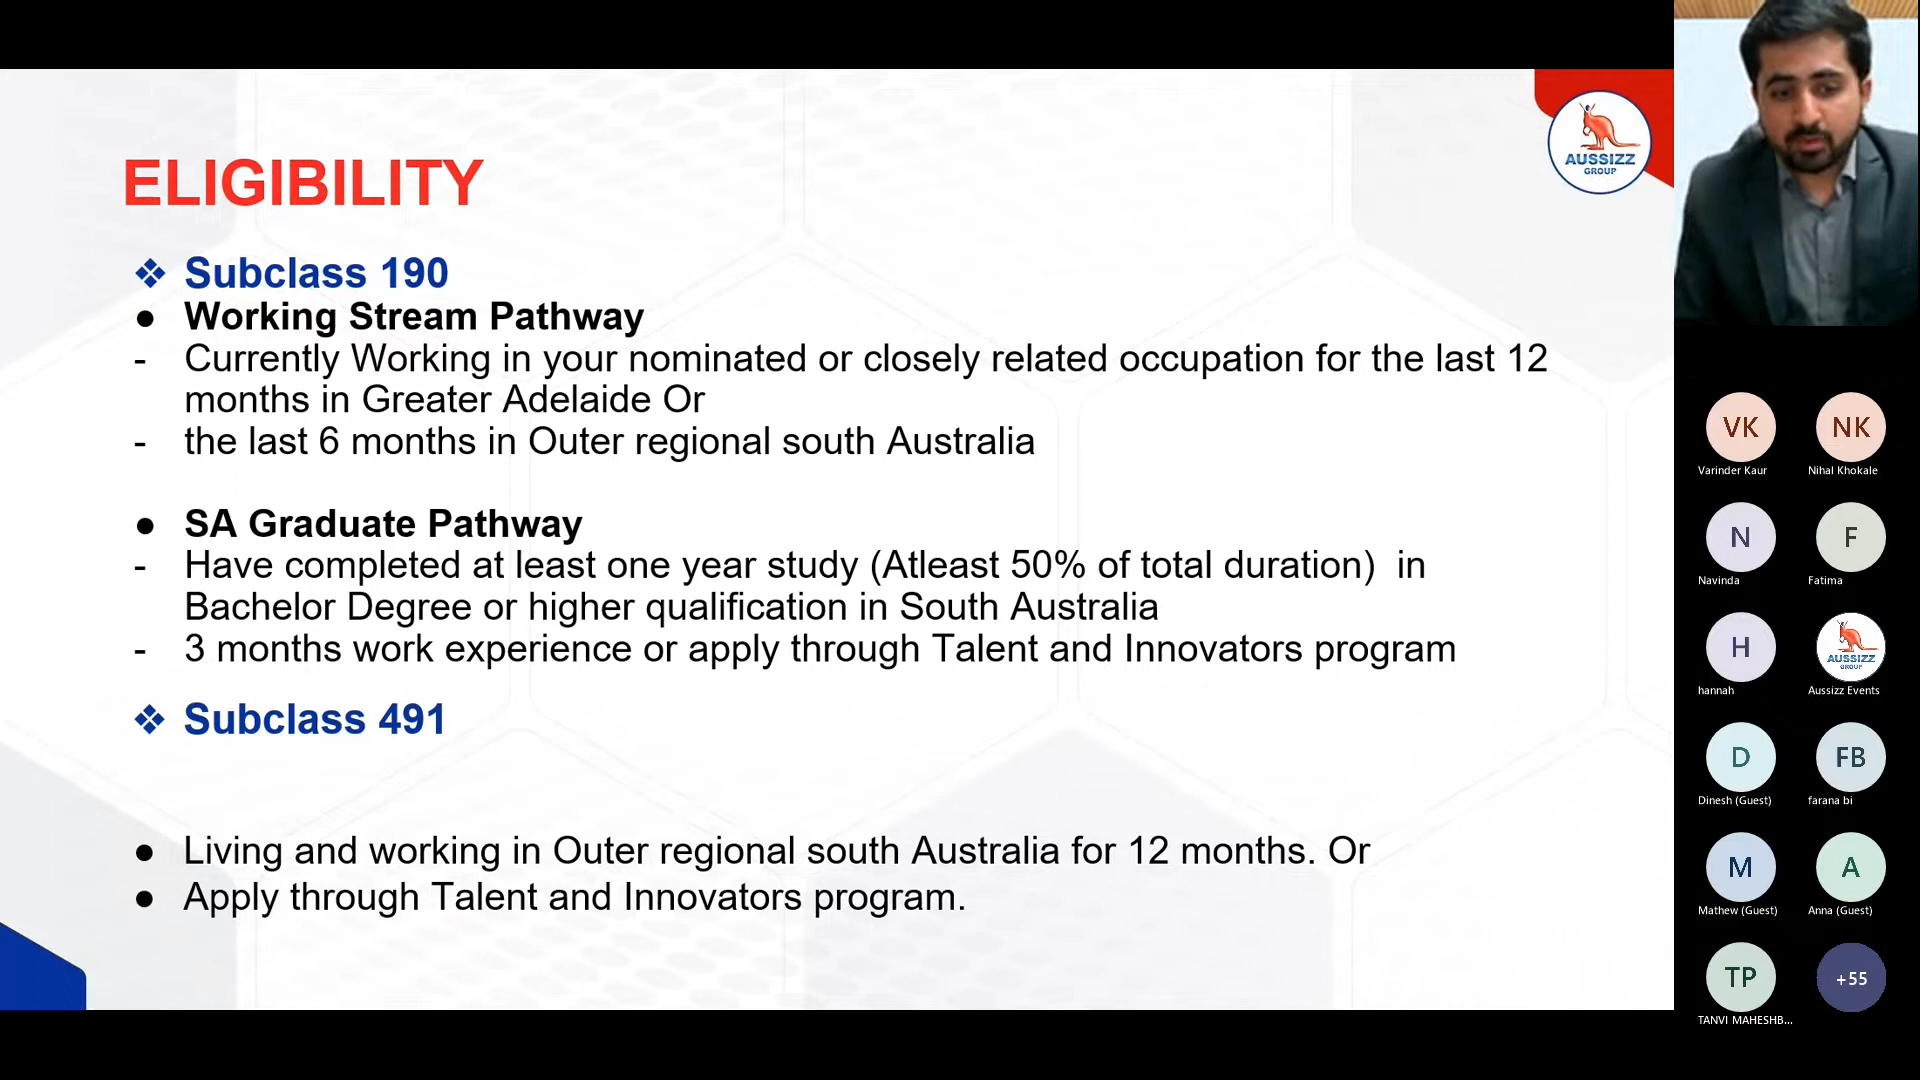 AUSSIZZ
GROUP
ELIGIBILITY
❖ Subclass 190
● Working Stream Pathway
- Currently Working in your nominated or closely related occupation for the last 12
months in Greater Adelaide Or
- the last 6 months in Outer regional south Australia
● SA Graduate Pathway
- Have completed at least one year study (Atleast 50% of total duration)  in
Bachelor Degree or higher qualification in South Australia
- 3 months work experience or apply through Talent and Innovators program
❖ Subclass 491
● Living and working in Outer regional south Australia for 12 months. Or
● Apply through Talent and Innovators program.
VK NK
Varinder Kaur Nihal Khokale
N F
Navinda Fatima
H AUSSIZZ
GROUP
hannah Aussizz Events
D FB
Dinesh (Guest) farana bi
M A
Mathew (Guest) Anna (Guest)
TP +55
TANVI MAHESHB...